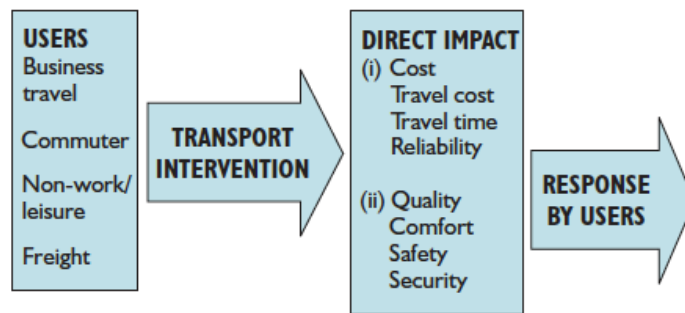 USERS
Business
travel
Commuter
Non-work/
leisure
Freight
TRANSPORT
INTERVENTION
DIRECT IMPACT
(i) Cost
Travel cost
Travel time
Reliability
(ii) Quality
Comfort
Safety
Security
RESPONSE
BY USERS